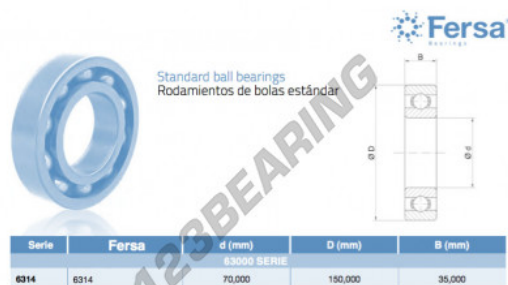 Fersa
Bearings
Standard ball bearings
Rodamientos de bolas estándar
B
Ø D
Ø d
123BEARING
Serie Fersa d (mm) D (mm) B (mm)
63000 SERIE
6314 6314 70,000 150,000 35,000